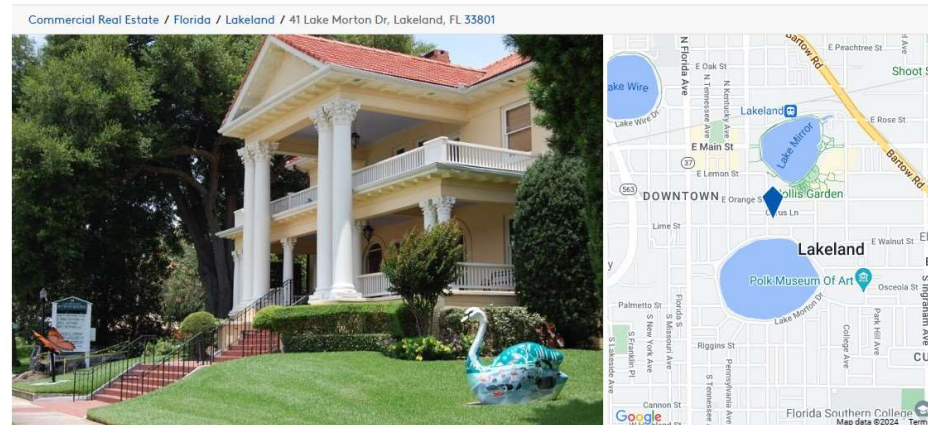 Commercial Real Estate / Florida / Lakeland / 41 Lake Morton Dr, Lakeland, FL 33801
Bartow Rd
E Peachtree St
N Florida Ave
E Oak St
N Tennessee Ave
N Kentucky Ave
Shoot
Lakeland
Lake Wire Dr
E Rose St
Lake Mirror
E Main St
37
Bartow Rd
E Lemon St
563
DOWNTOWN
E Orange St
Hollis Garden
Lime St
Lakeland
E Walnut St
Polk Museum Of Art
Osceola St
S Ingraham Ave
Palmetto St
Florida S
Lake Morton Dr
S Lakeside Ave
S Franklin Pl
S New York Ave
S Missouri Ave
Riggins St
College Ave
Park Hill Ave
Pennsylvania Ave
S Tennessee
Cannon St
Google
Florida Southern College
Map data ©2024